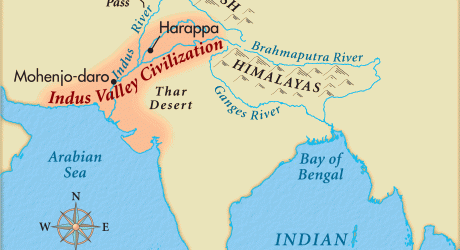 Pass
River
SH
Harappa
Indus
Mohenjo-daro
Indus Valley Civilization
Brahmaputra River
HIMALAYAS
Thar
Desert
Ganges River
Arabian
Sea
Bay of
Bengal
N
W
E
INDIAN